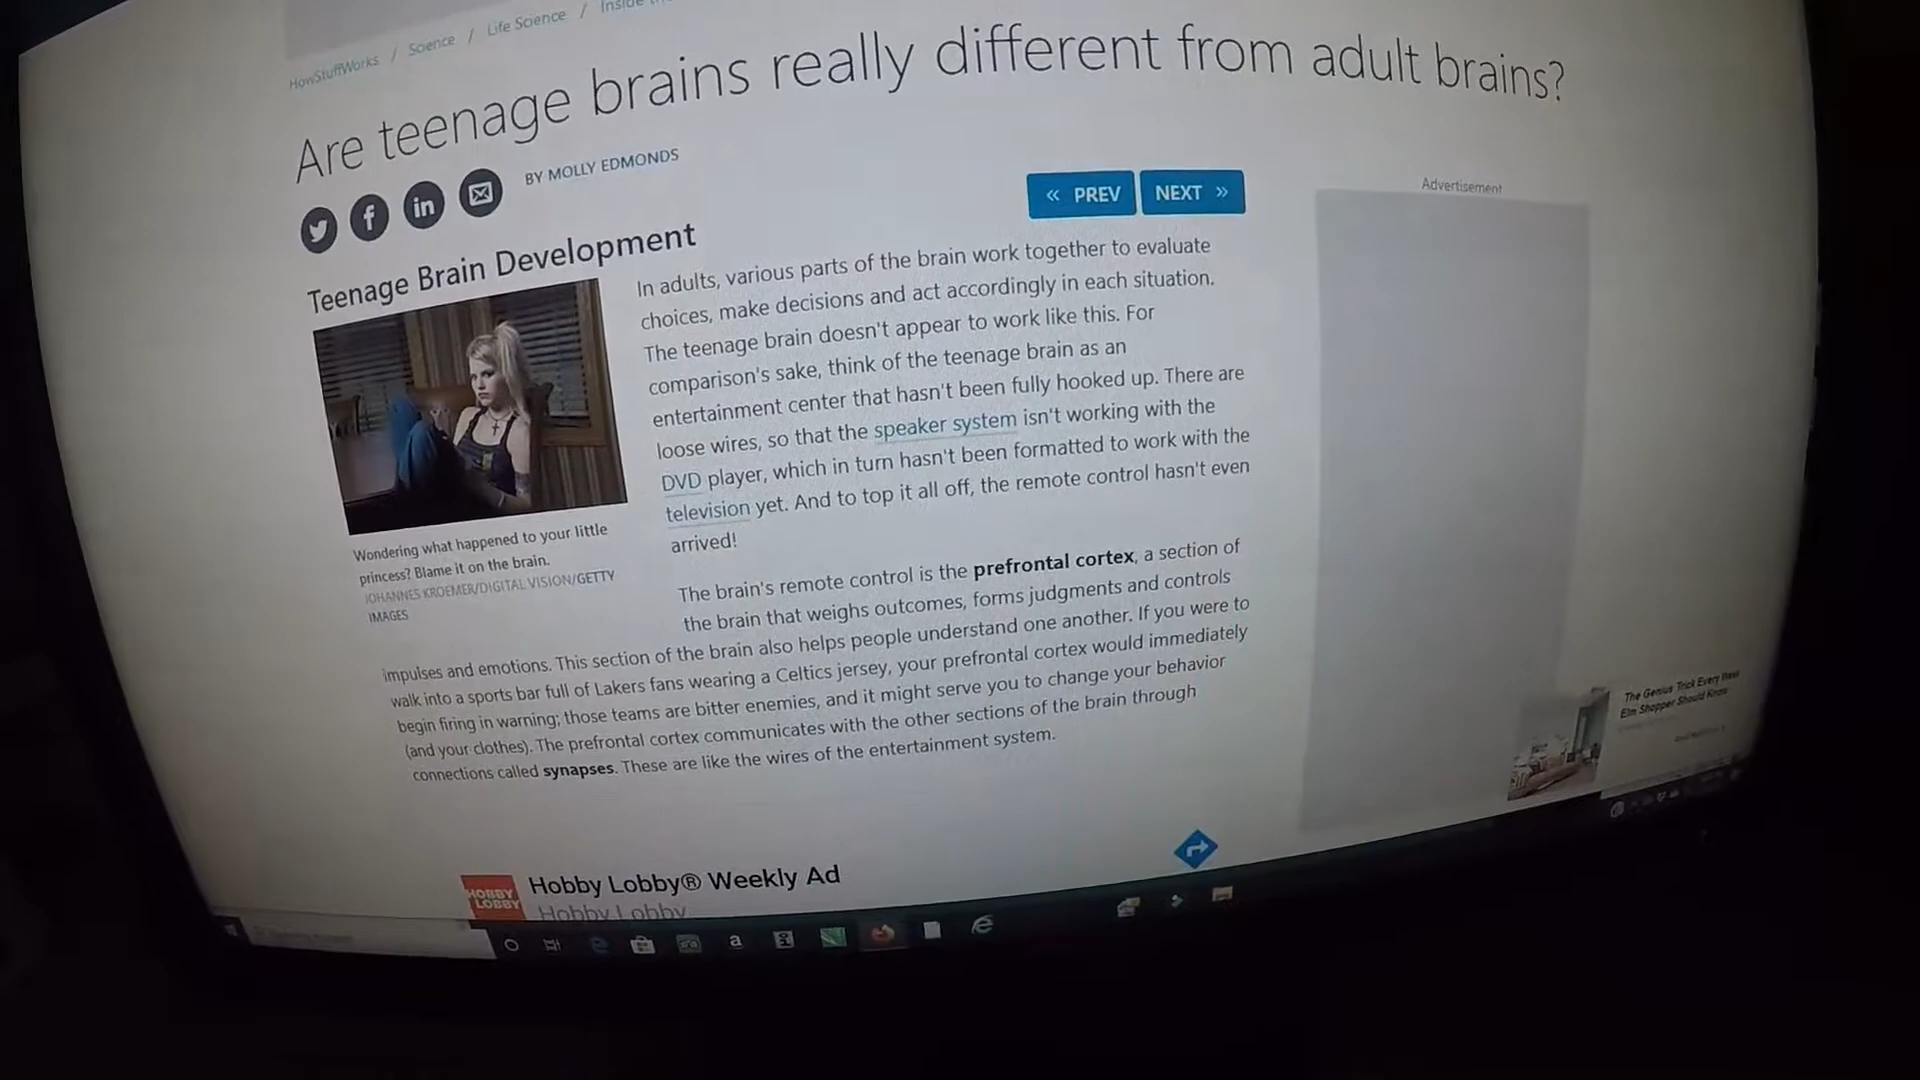 HowStuffWorks / Science / Life Science / Inside
Are teenage brains really different from adult brains?
BY MOLLY EDMONDS
« PREV
NEXT »
Advertisement
Teenage Brain Development
In adults, various parts of the brain work together to evaluate
choices, make decisions and act accordingly in each situation.
The teenage brain doesn't appear to work like this. For
comparison's sake, think of the teenage brain as an
entertainment center that hasn't been fully hooked up. There are
loose wires, so that the speaker system isn't working with the
DVD player, which in turn hasn't been formatted to work with the
television yet. And to top it all off, the remote control hasn't even
arrived!
Wondering what happened to your little
princess? Blame it on the brain.
JOHANNES KROEMER/DIGITAL VISION/GETTY
IMAGES
The brain's remote control is the prefrontal cortex, a section of
the brain that weighs outcomes, forms judgments and controls
impulses and emotions. This section of the brain also helps people understand one another. If you were to
walk into a sports bar full of Lakers fans wearing a Celtics jersey, your prefrontal cortex would immediately
begin firing in warning; those teams are bitter enemies, and it might serve you to change your behavior
(and your clothes). The prefrontal cortex communicates with the other sections of the brain through
connections called synapses. These are like the wires of the entertainment system.
The Genius Trick Every West
Elm Shopper Should Know
HOBBY
LOBBY
Hobby Lobby® Weekly Ad
Hobby Lobby
a